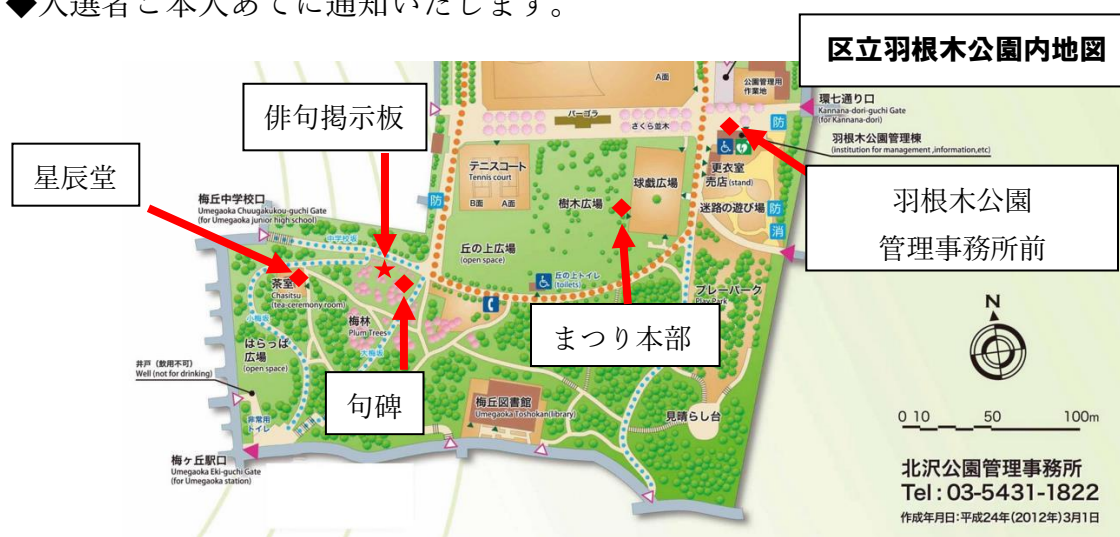 ◆入選者ご本人あてに通知いたします。
区立羽根木公園内地図
俳句掲示板
星辰堂
A面
公園管理用
作業地
環七通り口
Kannana-dori-guchi Gate
(for Kannana-dori)
パーゴラ
さくら並木
防
羽根木公園管理棟
(institution for management ,information,etc)
テニスコート
Tennis court
B面
A面
球戯広場
更衣室
売店(stand)
羽根木公園
管理事務所前
梅丘中学校口
Umegaoka Chuugakukou-guchi Gate
(for Umegaoka junior high school)
防
樹木広場
迷路の遊び場
防
消
中学校坂
丘の上広場
(open space)
茶室
Chasitsu
(tea-ceremony room)
丘の上トイレ
(toilets)
プレーパーク
Play Park
小梅坂
梅林
Plum Trees
大梅坂
まつり本部
N
はらっぱ
広場
(open space)
井戸(飲用不可)
Well (not for drinking)
句碑
梅丘図書館
Umegaoka Toshokan(library)
見晴らし台
0 10 50 100m
非常用
トイレ
梅ヶ丘駅口
Umegaoka Eki-guchi Gate
(for Umegaoka station)
北沢公園管理事務所
Tel : 03-5431-1822
作成年月日:平成24年(2012年)3月1日